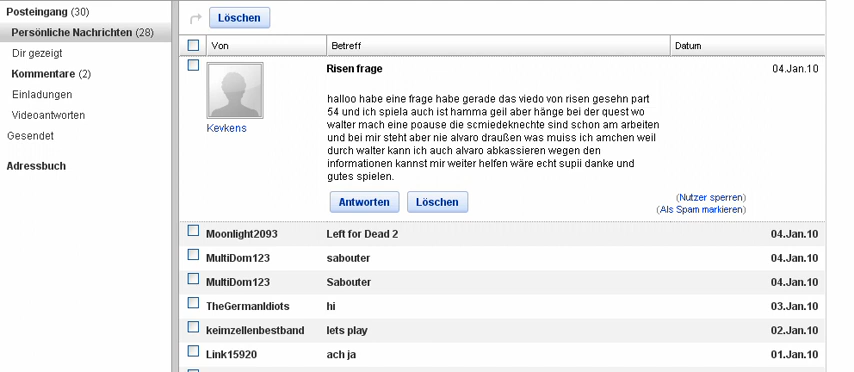 Posteingang (30)
Persönliche Nachrichten (28)
Dir gezeigt
Kommentare (2)
Einladungen
Videoantworten
Gesendet
Adressbuch
Löschen
Von Betreff Datum
Risen frage 04.Jan.10
Kevkens
halloo habe eine frage habe gerade das viedo von risen gesehn part
54 und ich spiela auch ist hamma geil aber hänge bei der quest wo
walter mach eine poause die scmiedeknechte sind schon am arbeiten
und bei mir steht aber nie alvaro draußen was muiss ich amchen weil
durch walter kann ich auch alvaro abkassieren wegen den
informationen kannst mir weiter helfen wäre echt supii danke und
gutes spielen.
Antworten Löschen
(Nutzer sperren)
(Als Spam markieren)
Moonlight2093 Left for Dead 2 04.Jan.10
MultiDom123 sabouter 04.Jan.10
MultiDom123 Sabouter 04.Jan.10
TheGermanIdiots hi 03.Jan.10
keimzellenbestband lets play 02.Jan.10
Link15920 ach ja 01.Jan.10